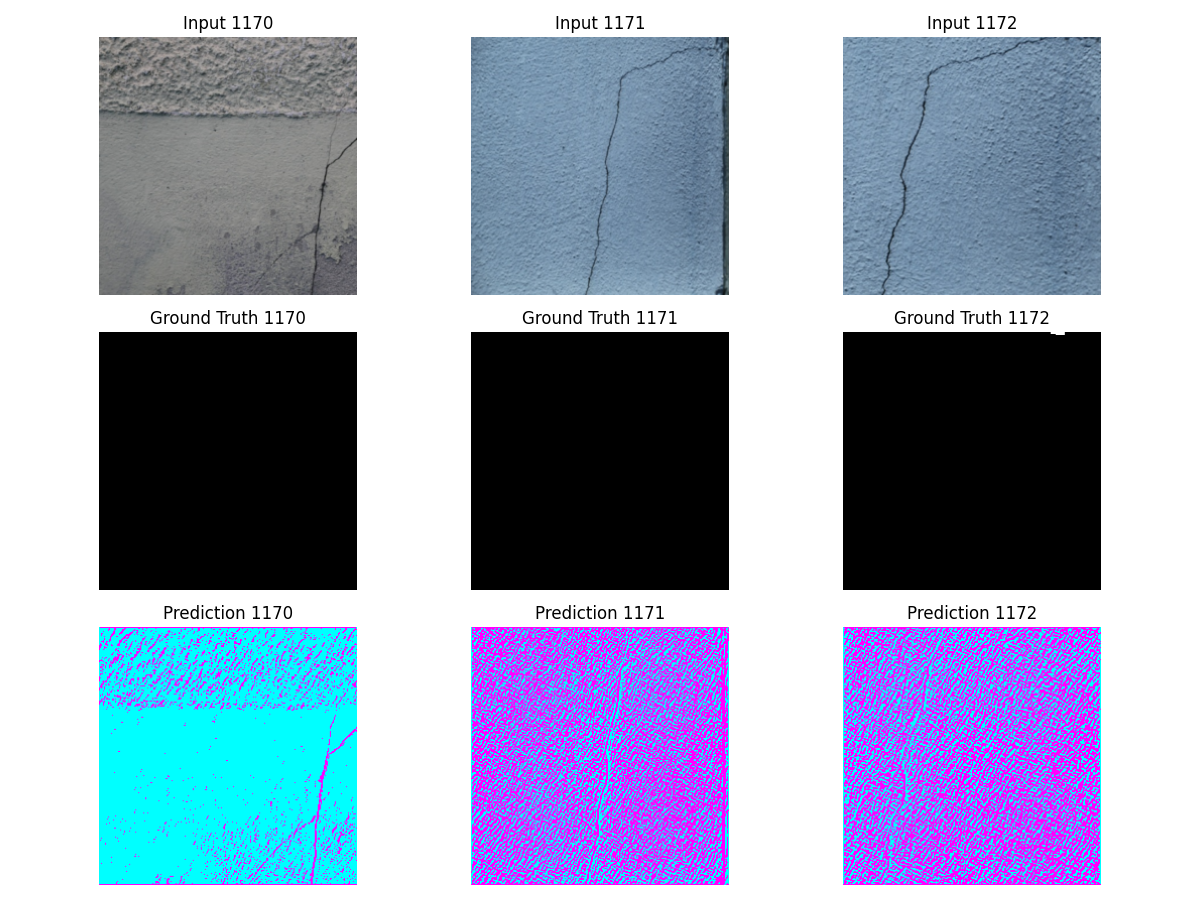 Input 1170
Input 1171
Input 1172
Ground Truth 1170
Ground Truth 1171
Ground Truth 1172
Prediction 1170
Prediction 1171
Prediction 1172